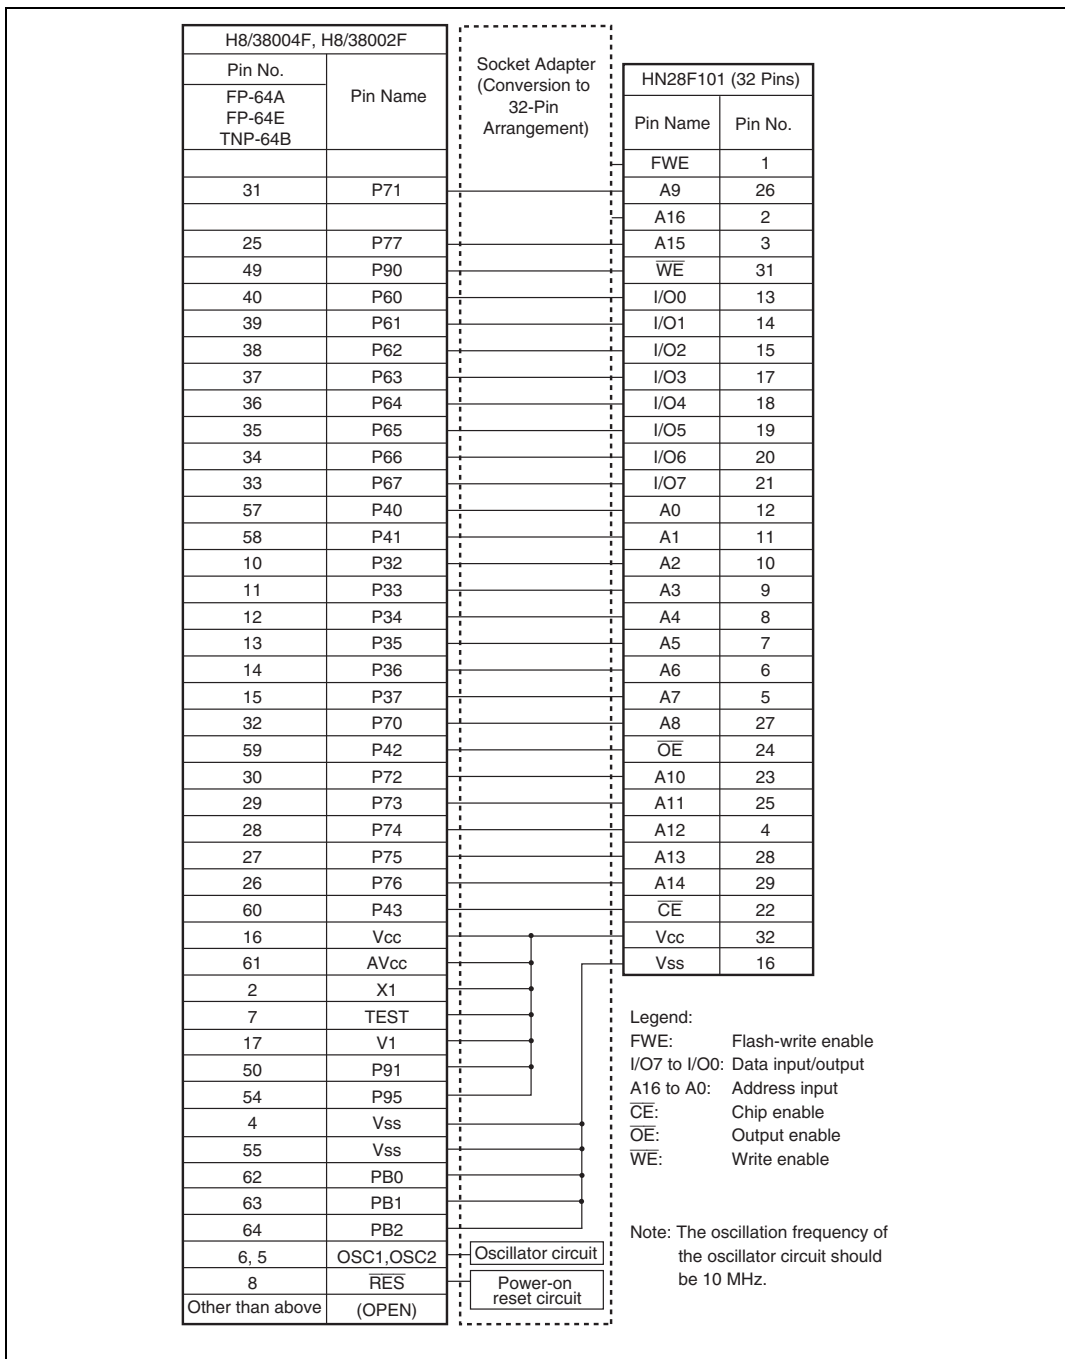 H8/38004F, H8/38002F
Pin No.
Pin Name
FP-64A
FP-64E
TNP-64B
Socket Adapter
(Conversion to
32-Pin
Arrangement)
HN28F101 (32 Pins)
Pin Name Pin No.
FWE 1
31 P71 A9 26
A16 2
25 P77 A15 3
49 P90 W̅E̅ 31
40 P60 I/O0 13
39 P61 I/O1 14
38 P62 I/O2 15
37 P63 I/O3 17
36 P64 I/O4 18
35 P65 I/O5 19
34 P66 I/O6 20
33 P67 I/O7 21
57 P40 A0 12
58 P41 A1 11
10 P32 A2 10
11 P33 A3 9
12 P34 A4 8
13 P35 A5 7
14 P36 A6 6
15 P37 A7 5
32 P70 A8 27
59 P42 O̅E̅ 24
30 P72 A10 23
29 P73 A11 25
28 P74 A12 4
27 P75 A13 28
26 P76 A14 29
60 P43 C̅E̅ 22
16 Vcc Vcc 32
61 AVcc Vss 16
2 X1
7 TEST
17 V1
50 P91
54 P95
4 Vss
55 Vss
62 PB0
63 PB1
64 PB2
6, 5 OSC1,OSC2 Oscillator circuit
8 R̅E̅S̅ Power-on
reset circuit
Other than above (OPEN)
Legend:
FWE: Flash-write enable
I/O7 to I/O0: Data input/output
A16 to A0: Address input
C̅E̅: Chip enable
O̅E̅: Output enable
W̅E̅: Write enable
Note: The oscillation frequency of
the oscillator circuit should
be 10 MHz.